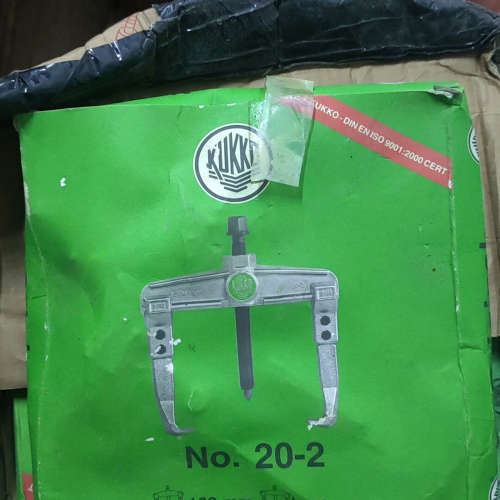 KUKKO
KUKKO - DIN EN ISO 9001:2000 CERT
No. 20-2